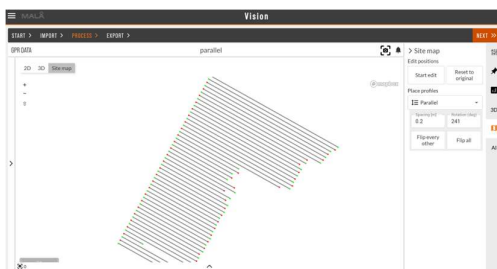 MALÅ
Vision
START > IMPORT > PROCESS > EXPORT >
NEXT »
GPR DATA
parallel
> Site map
2D 3D Site map
Edit positions
Start edit
Reset to original
Place profiles
Parallel
Spacing [m]
0.2
241
Flip every other
Flip all
3D
AI